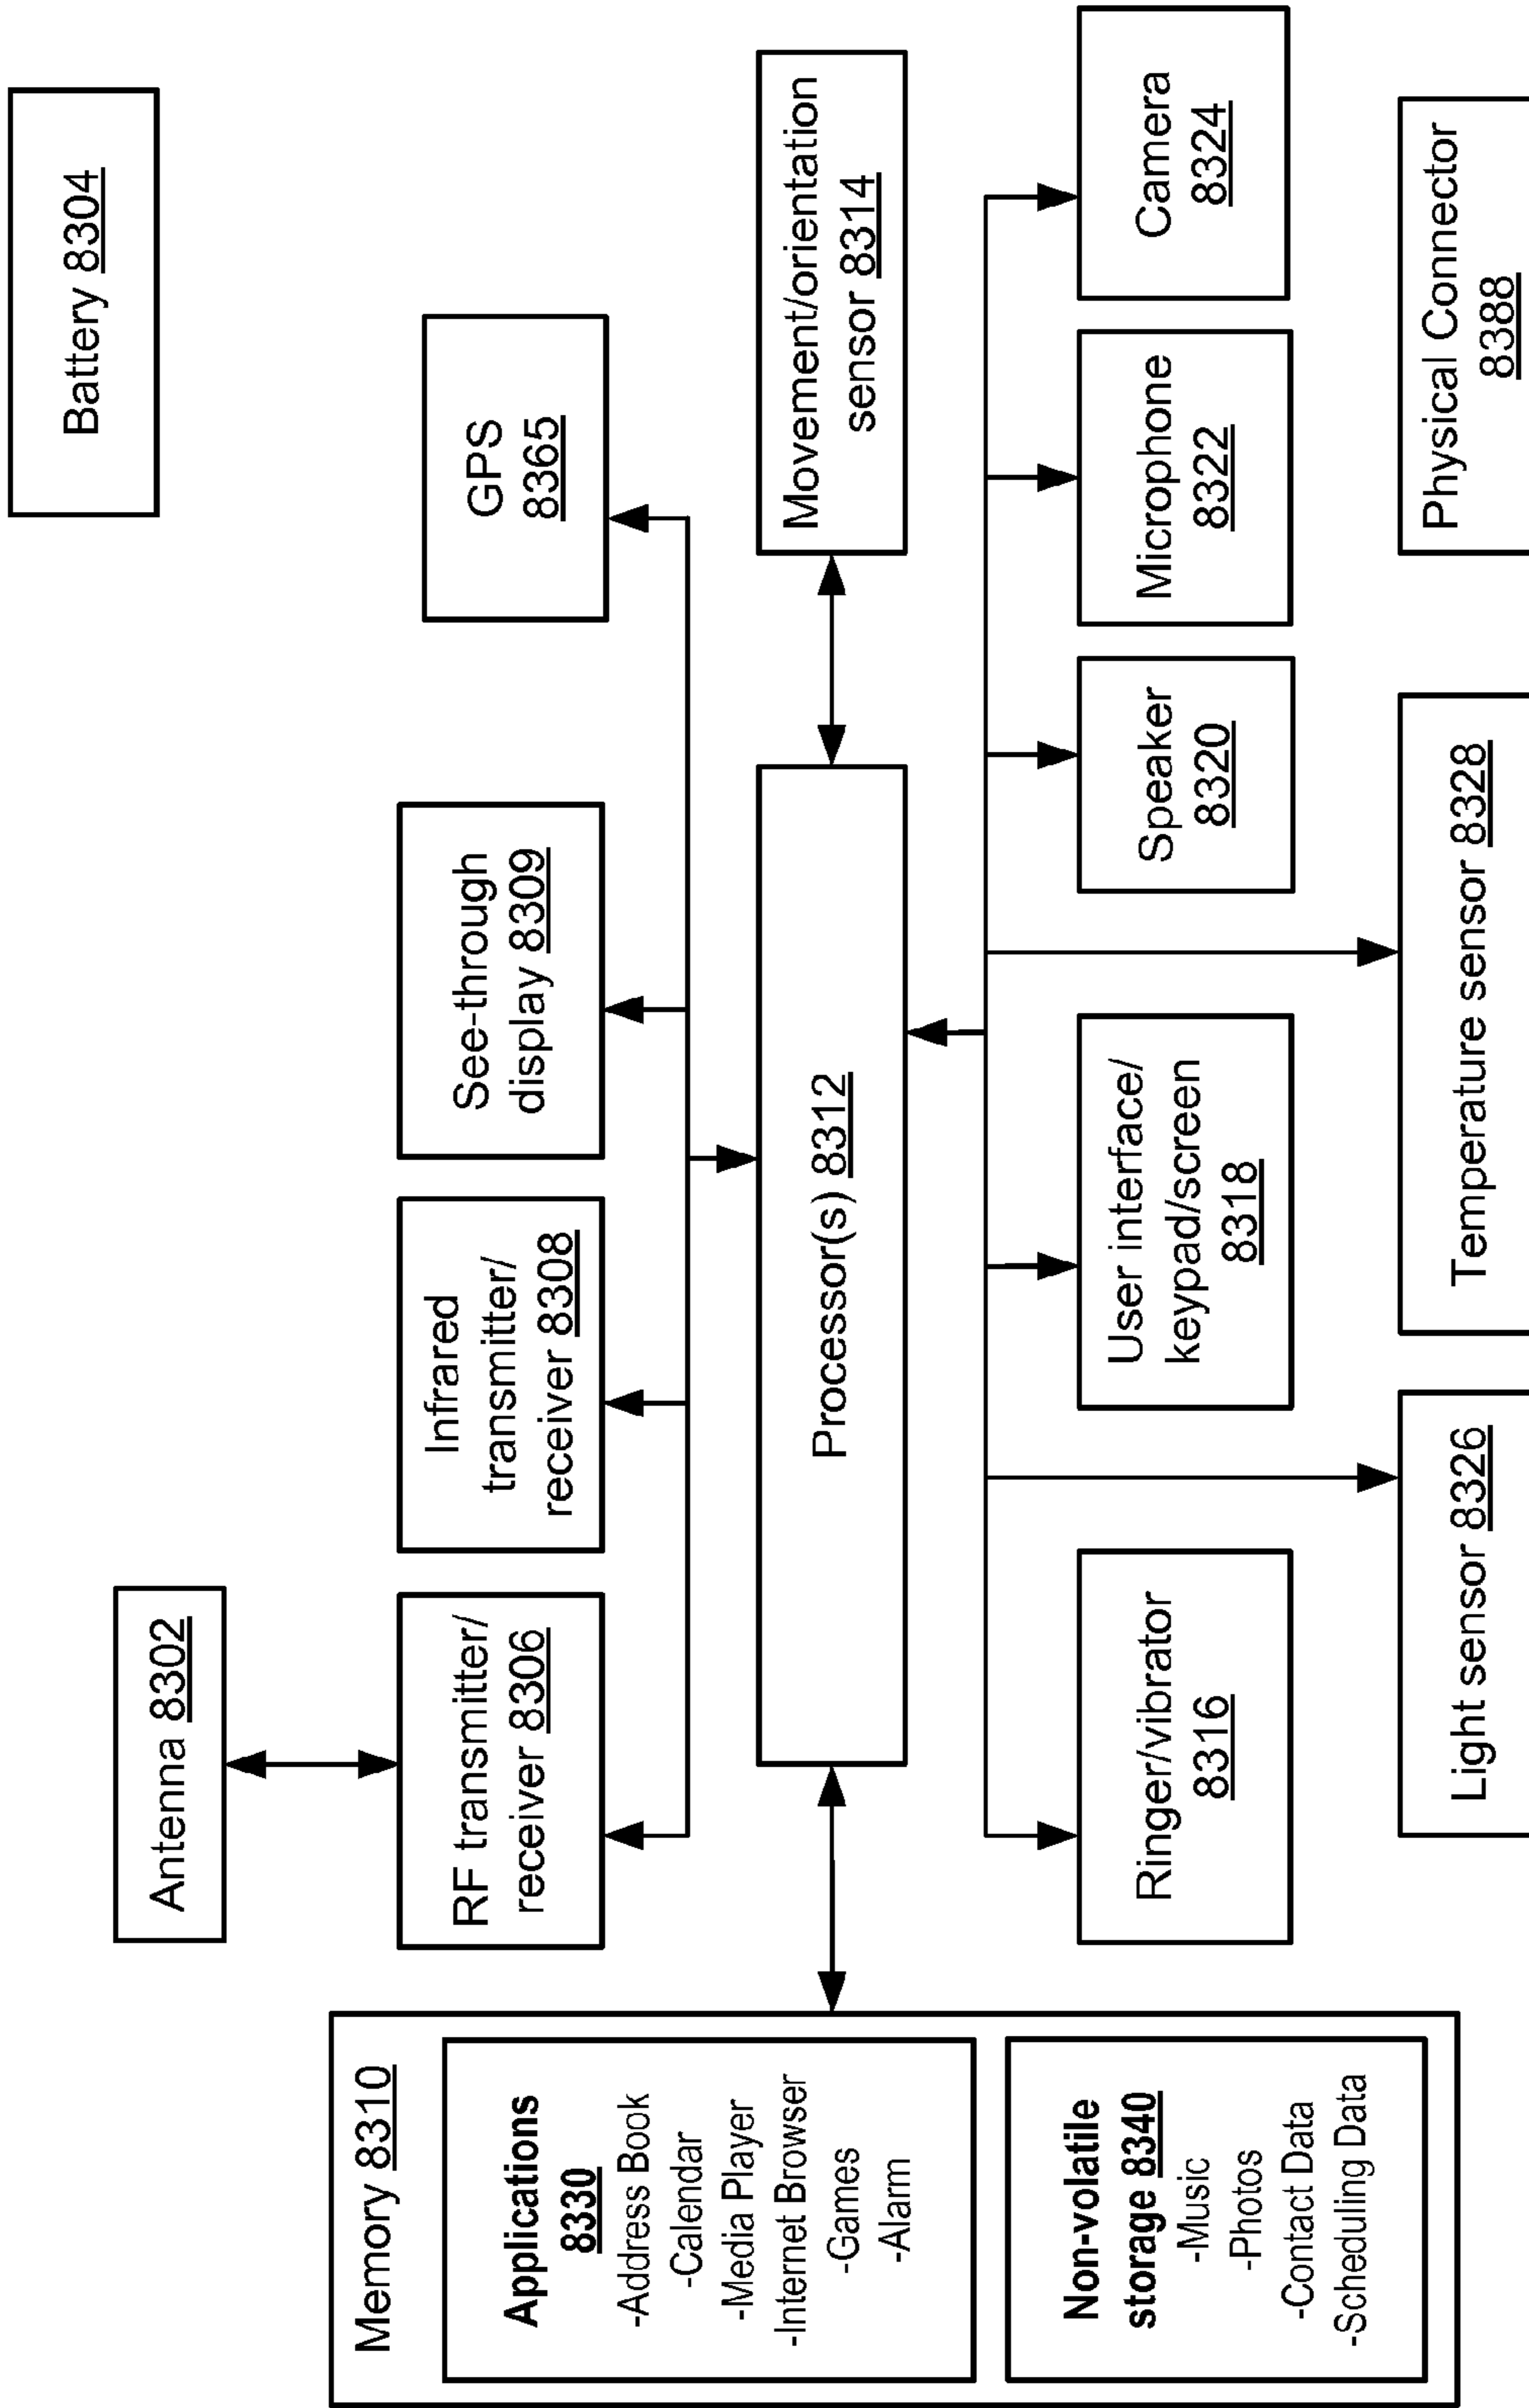 Battery 8304
Antenna 8302
RF transmitter/
receiver 8306
Infrared
transmitter/
receiver 8308
See-through
display 8309
GPS
8365
Memory 8310
Applications
8330
-Address Book
-Calendar
-Media Player
-Internet Browser
-Games
-Alarm
Non-volatile
storage 8340
-Music
-Photos
-Contact Data
-Scheduling Data
Processor(s) 8312
Movement/orientation
sensor 8314
Ringer/vibrator
8316
User interface/
keypad/screen
8318
Speaker
8320
Microphone
8322
Camera
8324
Light sensor 8326
Temperature sensor 8328
Physical Connector
8388